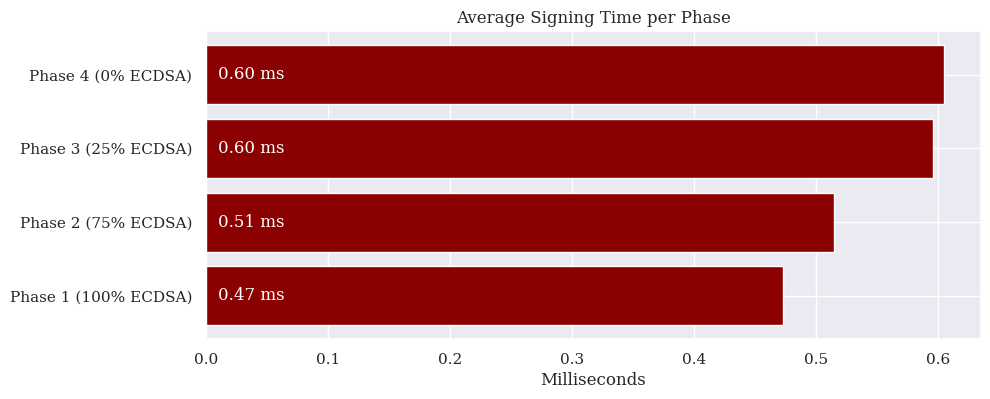 Average Signing Time per Phase
Phase 4 (0% ECDSA)
0.60 ms
Phase 3 (25% ECDSA)
0.60 ms
Phase 2 (75% ECDSA)
0.51 ms
Phase 1 (100% ECDSA)
0.47 ms
0.0 0.1 0.2 0.3 0.4 0.5 0.6
Milliseconds